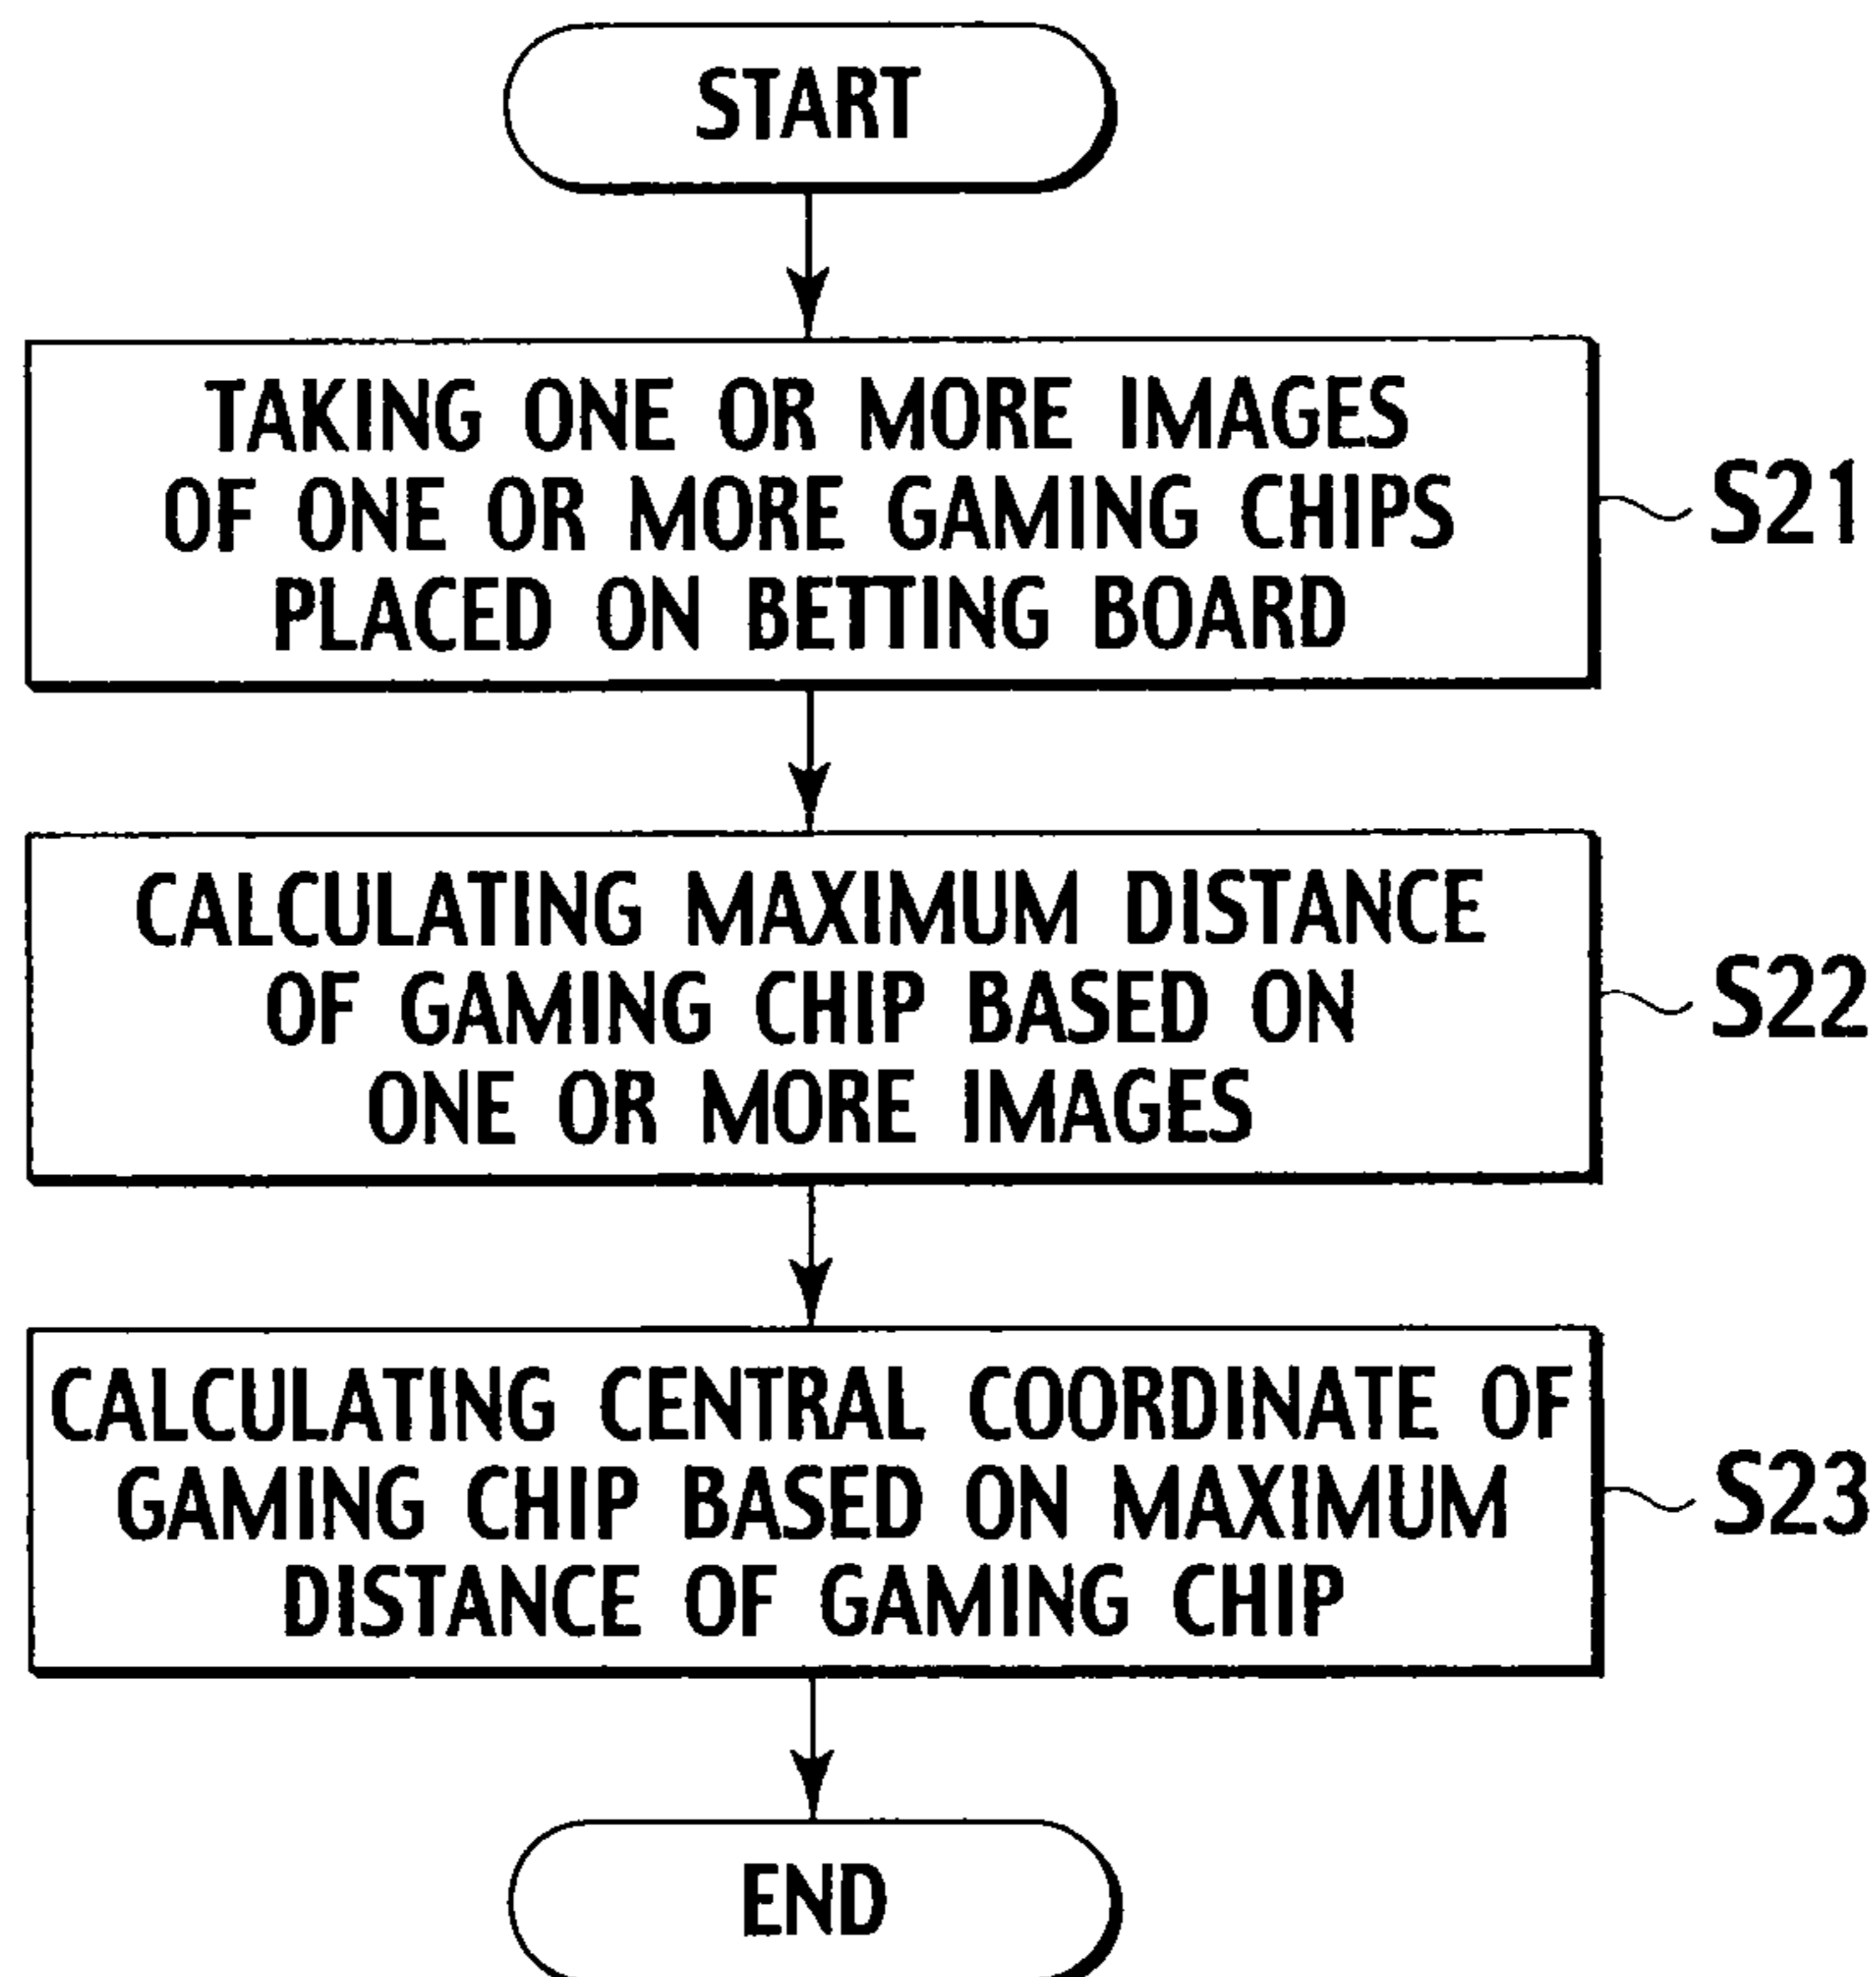 START
TAKING ONE OR MORE IMAGES
OF ONE OR MORE GAMING CHIPS
PLACED ON BETTING BOARD
S21
CALCULATING MAXIMUM DISTANCE
OF GAMING CHIP BASED ON
ONE OR MORE IMAGES
S22
CALCULATING CENTRAL COORDINATE OF
GAMING CHIP BASED ON MAXIMUM
DISTANCE OF GAMING CHIP
S23
END